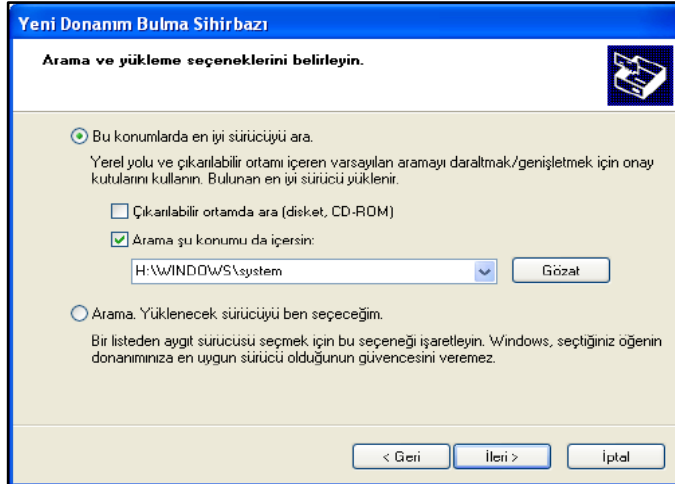 Yeni Donanım Bulma Sihirbazı
Arama ve yükleme seçeneklerini belirleyin.
Bu konumlarda en iyi sürücüyü ara.
Yerel yolu ve çıkarılabilir ortamı içeren varsayılan aramayı daraltmak/genişletmek için onay
kutularını kullanın. Bulunan en iyi sürücü yüklenir.
Çıkarılabilir ortamda ara (disket, CD-ROM)
Arama şu konumu da içersin:
H:\WINDOWS\system
Gözat
Arama. Yüklenecek sürücüyü ben seçeceğim.
Bir listeden aygıt sürücüsü seçmek için bu seçeneği işaretleyin. Windows, seçtiğiniz öğenin
donanımınıza en uygun sürücü olduğunun güvencesini veremez.
< Geri
İleri >
İptal